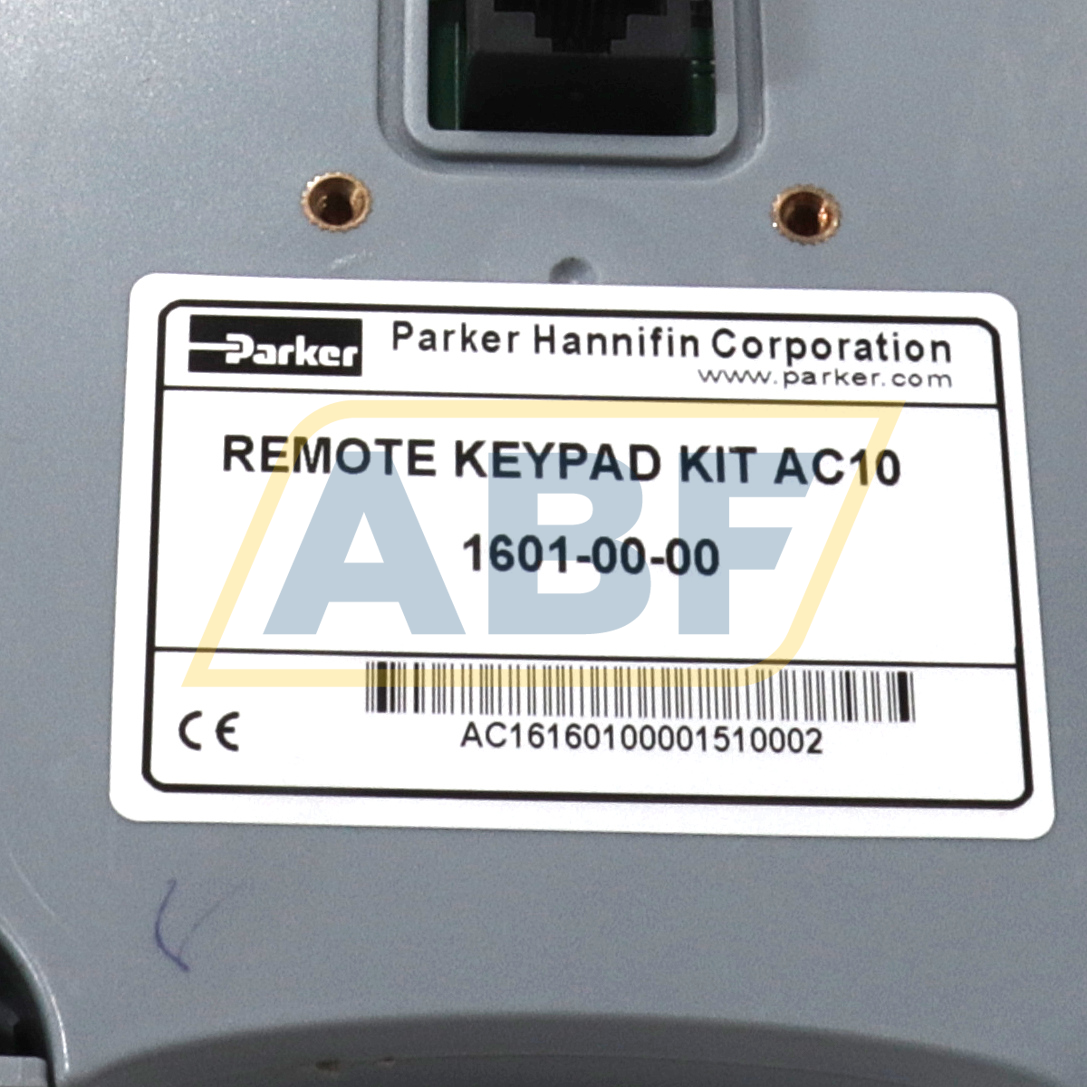 Parker
Parker Hannifin Corporation
www.parker.com
REMOTE KEYPAD KIT AC10
1601-00-00
ABF
CE
AC16160100001510002